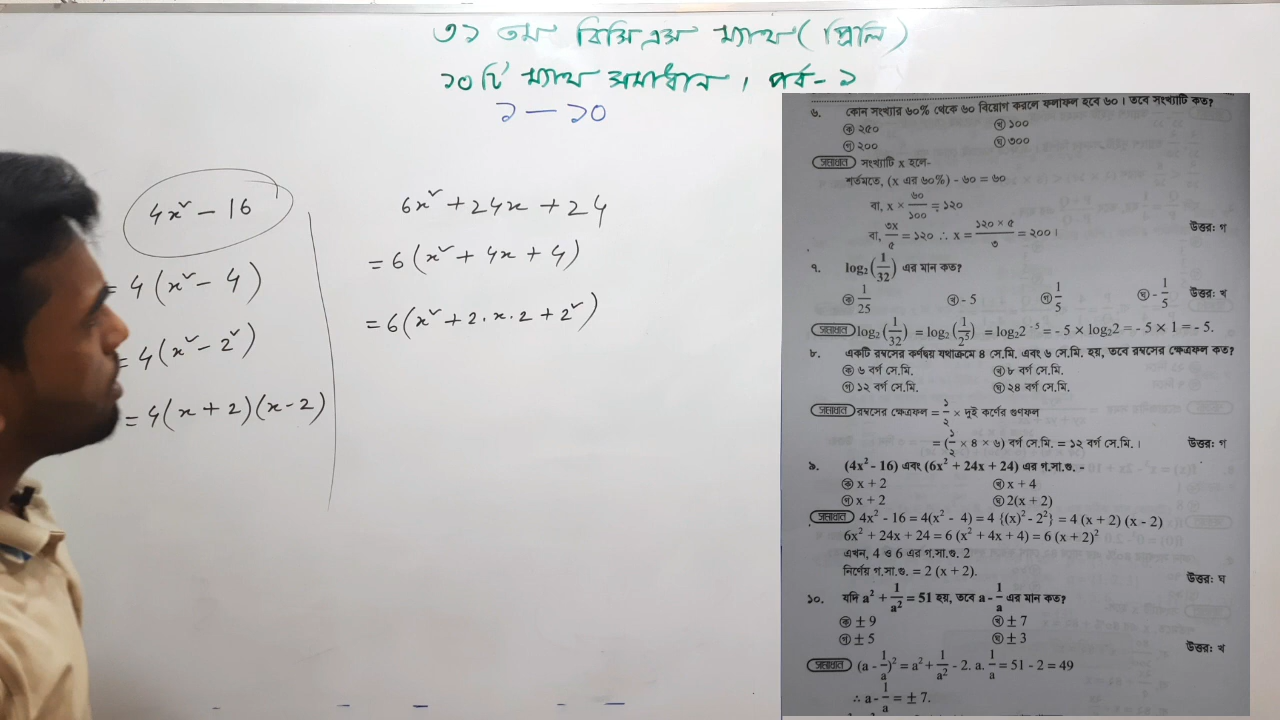 ৩১ তম বিসিএস ম্যাথ (প্রিলি)
১০টি ম্যাথ সমাধান। পর্ব-১
১ — ১০
4x² − 16
= 4(x² − 4)
= 4(x² − 2²)
= 4(x + 2)(x − 2)
6x² + 24x + 24
= 6(x² + 4x + 4)
= 6(x² + 2.x.2 + 2²)
৬. কোন সংখ্যার ৬০% থেকে ৬০ বিয়োগ করলে ফলাফল হবে ৬০। তবে সংখ্যাটি কত?
ক ২৫০ খ ১০০
গ ২০০ ঘ ৩০০
সমাধান সংখ্যাটি x হলে-
শর্তমতে, (x এর ৬০%) - ৬০ = ৬০
বা, x × ৬০/১০০ = ১২০
বা, ৩x/৫ = ১২০ ∴ x = ১২০ × ৫/৩ = ২০০। উত্তর: গ
৭. log₂(1/32) এর মান কত?
ক 1/25 খ - 5 গ 1/5 ঘ - 1/5 উত্তর: খ
সমাধান log₂(1/32) = log₂(1/2⁵) = log₂2⁻⁵ = - 5 × log₂2 = - 5 × 1 = - 5.
৮. একটি রম্বসের কর্ণদ্বয় যথাক্রমে ৪ সে.মি. এবং ৬ সে.মি. হয়, তবে রম্বসের ক্ষেত্রফল কত?
ক ৬ বর্গ সে.মি. খ ৮ বর্গ সে.মি.
গ ১২ বর্গ সে.মি. ঘ ২৪ বর্গ সে.মি.
সমাধান রম্বসের ক্ষেত্রফল = ১/২ × দুই কর্ণের গুণফল
= (১/২ × ৪ × ৬) বর্গ সে.মি. = ১২ বর্গ সে.মি.। উত্তর: গ
৯. (4x² - 16) এবং (6x² + 24x + 24) এর গ.সা.গু. -
ক x + 2 খ x + 4
গ x + 2 ঘ 2(x + 2)
সমাধান 4x² - 16 = 4(x² - 4) = 4 {(x)² - 2²} = 4 (x + 2) (x - 2)
6x² + 24x + 24 = 6 (x² + 4x + 4) = 6 (x + 2)²
এখন, 4 ও 6 এর গ.সা.গু. 2
নির্ণেয় গ.সা.গু. = 2 (x + 2). উত্তর: ঘ
১০. যদি a² + 1/a² = 51 হয়, তবে a - 1/a এর মান কত?
ক ± 9 খ ± 7
গ ± 5 ঘ ± 3
উত্তর: খ
সমাধান (a - 1/a)² = a² + 1/a² - 2. a. 1/a = 51 - 2 = 49
∴ a - 1/a = ± 7.